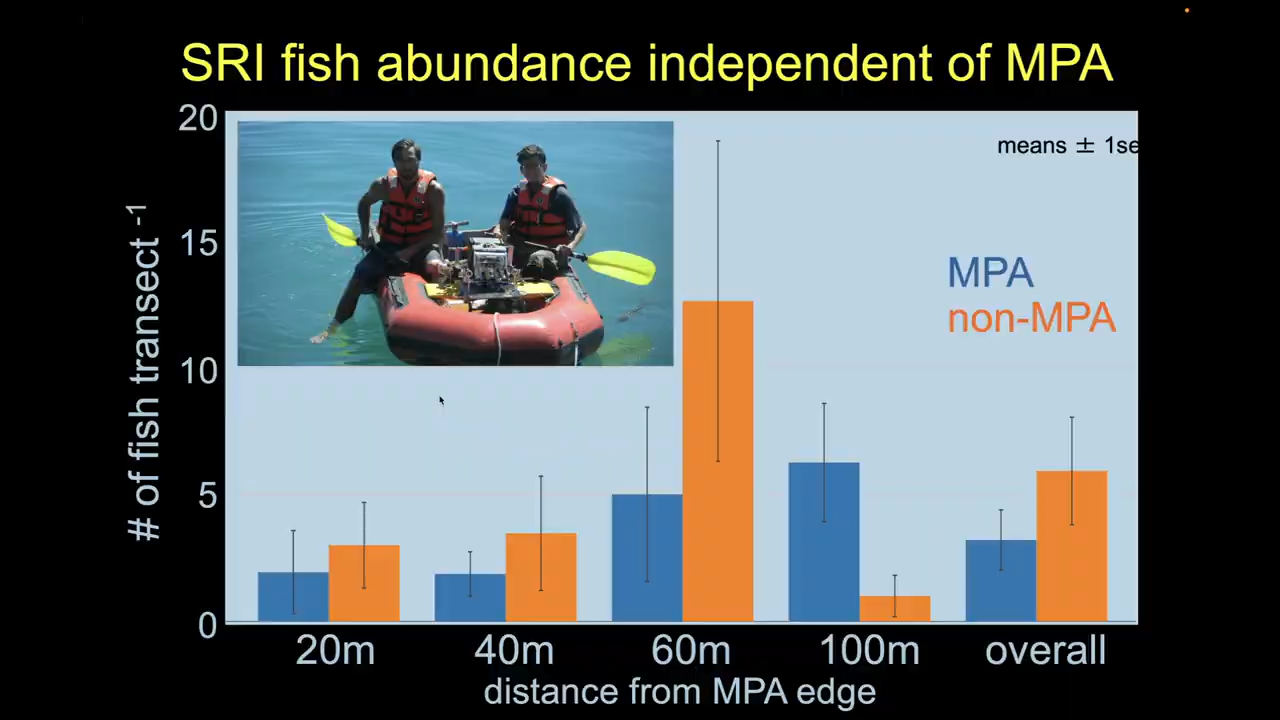 SRI fish abundance independent of MPA
20
15
10
5
0
# of fish transect -1
means ± 1se
MPA
non-MPA
20m 40m 60m 100m overall
distance from MPA edge